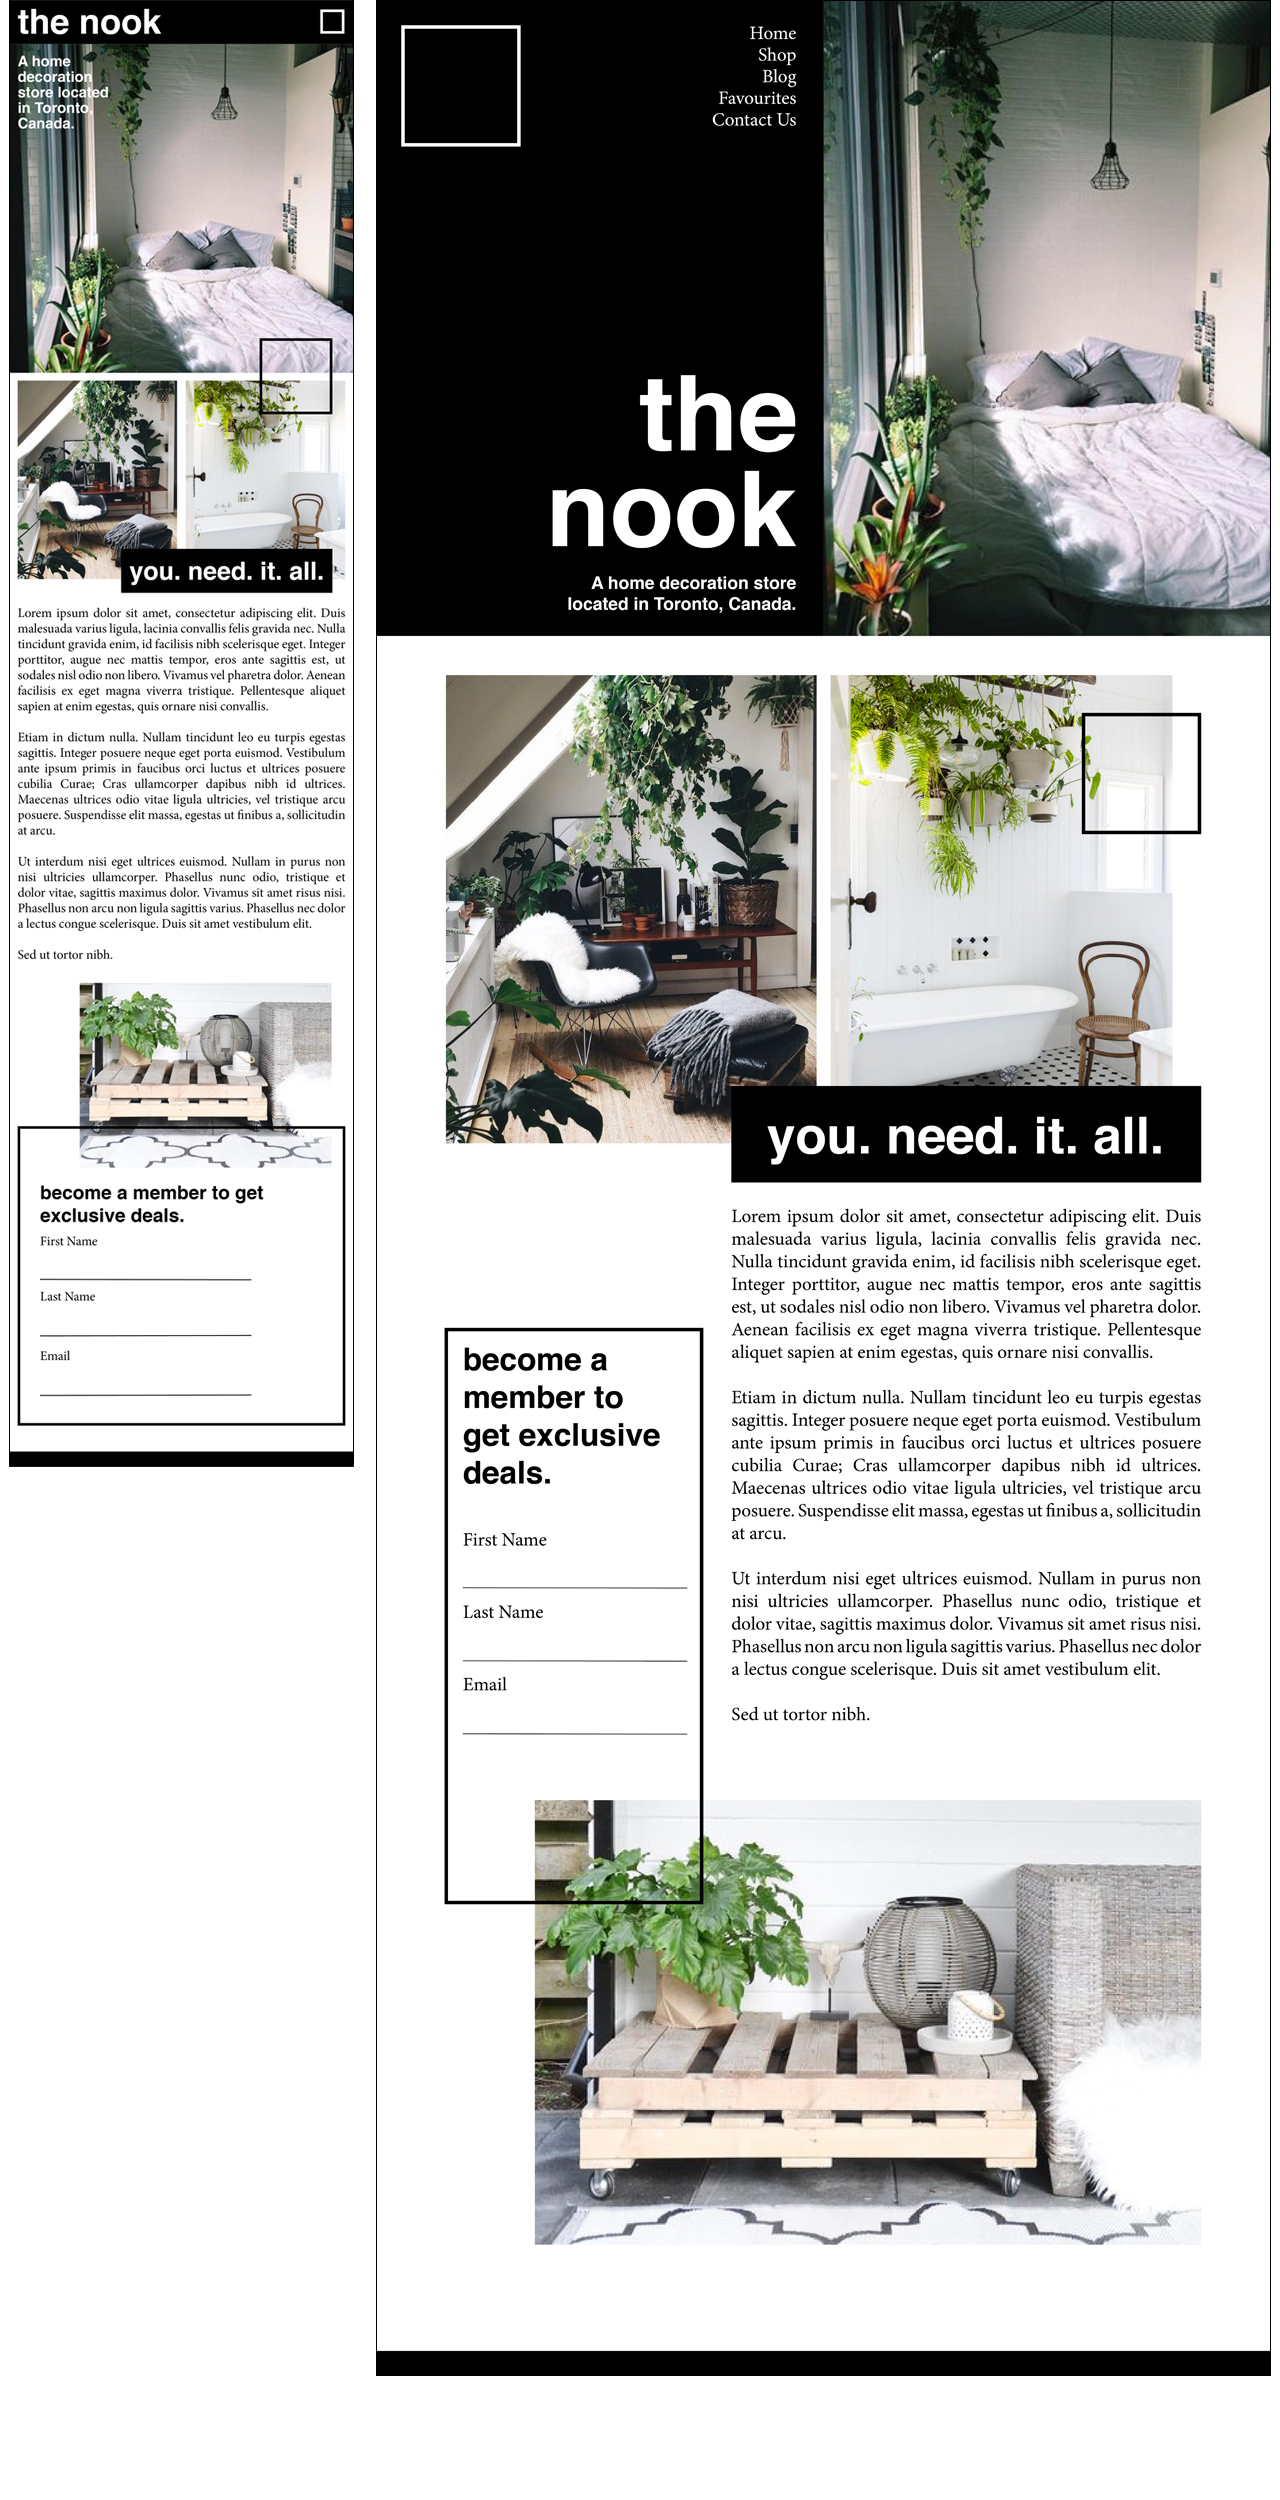 the nook
A home
decoration
store located
in Toronto,
Canada.
you. need. it. all.
Lorem ipsum dolor sit amet, consectetur adipiscing elit. Duis
malesuada varius ligula, lacinia convallis felis gravida nec. Nulla
tincidunt gravida enim, id facilisis nibh scelerisque eget. Integer
porttitor, augue nec mattis tempor, eros ante sagittis est, ut
sodales nisl odio non libero. Vivamus vel pharetra dolor. Aenean
facilisis ex eget magna viverra tristique. Pellentesque aliquet
sapien at enim egestas, quis ornare nisi convallis.
Etiam in dictum nulla. Nullam tincidunt leo eu turpis egestas
sagittis. Integer posuere neque eget porta euismod. Vestibulum
ante ipsum primis in faucibus orci luctus et ultrices posuere
cubilia Curae; Cras ullamcorper dapibus nibh id ultrices.
Maecenas ultrices odio vitae ligula ultricies, vel tristique arcu
posuere. Suspendisse elit massa, egestas ut finibus a, sollicitudin
at arcu.
Ut interdum nisi eget ultrices euismod. Nullam in purus non
nisi ultricies ullamcorper. Phasellus nunc odio, tristique et
dolor vitae, sagittis maximus dolor. Vivamus sit amet risus nisi.
Phasellus non arcu non ligula sagittis varius. Phasellus nec dolor
a lectus congue scelerisque. Duis sit amet vestibulum elit.
Sed ut tortor nibh.
become a member to get
exclusive deals.
First Name
Last Name
Email
Home
Shop
Blog
Favourites
Contact Us
the
nook
A home decoration store
located in Toronto, Canada.
you. need. it. all.
Lorem ipsum dolor sit amet, consectetur adipiscing elit. Duis
malesuada varius ligula, lacinia convallis felis gravida nec.
Nulla tincidunt gravida enim, id facilisis nibh scelerisque eget.
Integer porttitor, augue nec mattis tempor, eros ante sagittis
est, ut sodales nisl odio non libero. Vivamus vel pharetra dolor.
Aenean facilisis ex eget magna viverra tristique. Pellentesque
aliquet sapien at enim egestas, quis ornare nisi convallis.
Etiam in dictum nulla. Nullam tincidunt leo eu turpis egestas
sagittis. Integer posuere neque eget porta euismod. Vestibulum
ante ipsum primis in faucibus orci luctus et ultrices posuere
cubilia Curae; Cras ullamcorper dapibus nibh id ultrices.
Maecenas ultrices odio vitae ligula ultricies, vel tristique arcu
posuere. Suspendisse elit massa, egestas ut finibus a, sollicitudin
at arcu.
Ut interdum nisi eget ultrices euismod. Nullam in purus non
nisi ultricies ullamcorper. Phasellus nunc odio, tristique et
dolor vitae, sagittis maximus dolor. Vivamus sit amet risus nisi.
Phasellus non arcu non ligula sagittis varius. Phasellus nec dolor
a lectus congue scelerisque. Duis sit amet vestibulum elit.
Sed ut tortor nibh.
become a
member to
get exclusive
deals.
First Name
Last Name
Email